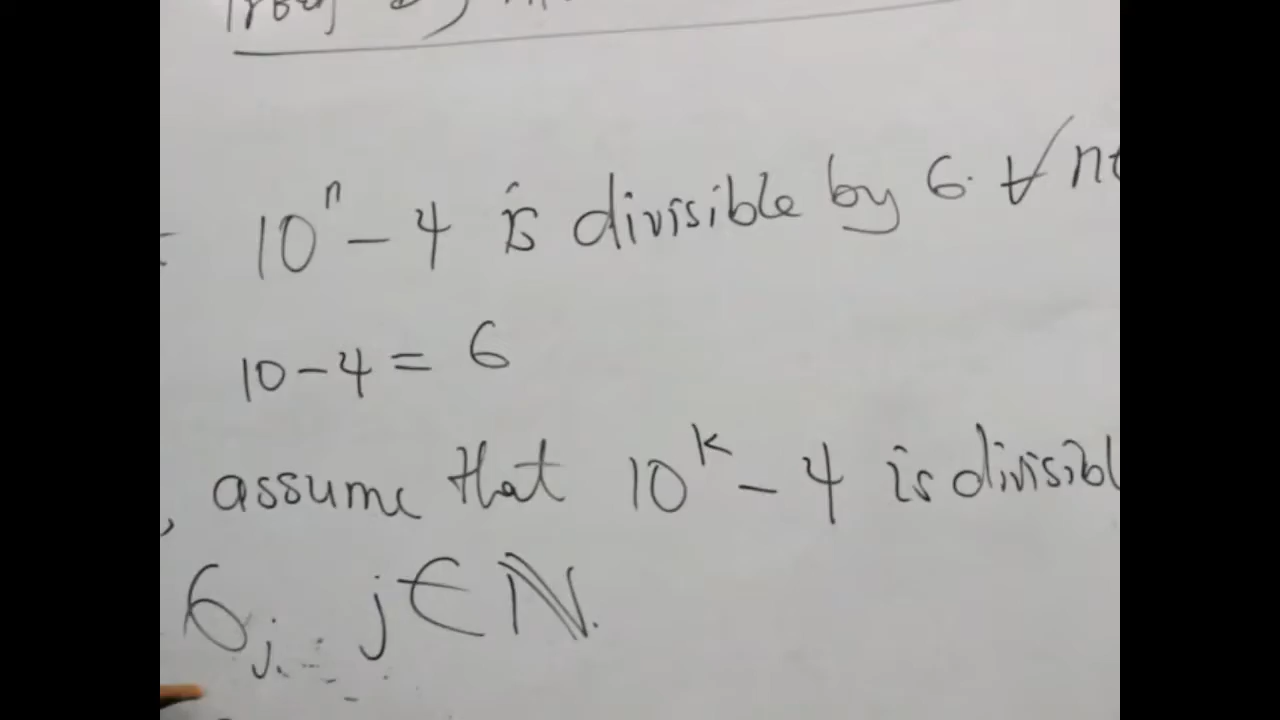 10ⁿ - 4 is divisible by 6. ∀ n
10 - 4 = 6
, assume that 10ᵏ - 4 is divisibl
6j. j ∈ ℕ.